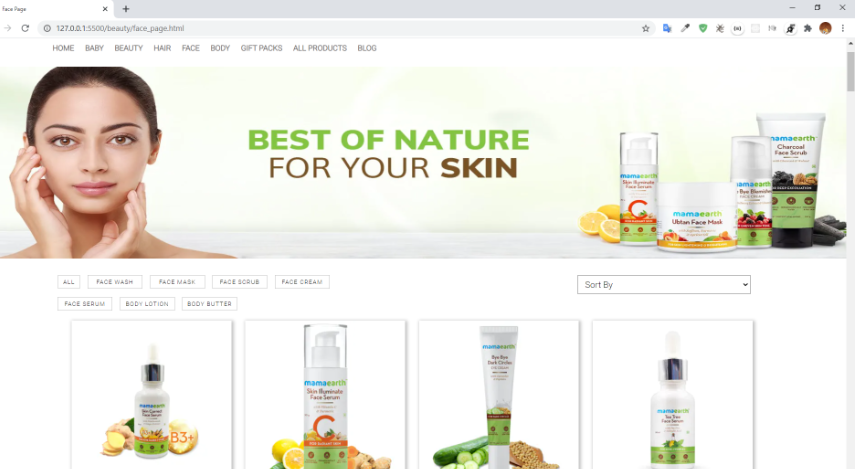 Face Page
127.0.0.1:5500/beauty/face_page.html
HOME BABY BEAUTY HAIR FACE BODY GIFT PACKS ALL PRODUCTS BLOG
BEST OF NATURE
FOR YOUR SKIN
mamaearth
Skin Illuminate
Face Serum
C
mamaearth
Ubtan Face Mask
mamaearth
Bye Bye Blemishes
FACE CREAM
mamaearth
Charcoal
Face Scrub
ALL FACE WASH FACE MASK FACE SCRUB FACE CREAM
Sort By
FACE SERUM BODY LOTION BODY BUTTER
mamaearth
Skin Correct
Face Serum
B3+
mamaearth
Skin Illuminate
Face Serum
C
mamaearth
Bye Bye
Dark Circles
mamaearth
Tea Tree
Face Serum